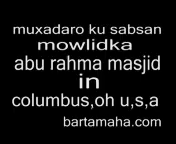 muxadaro ku sabsan
mowlidka
abu rahma masjid
in
columbus,oh u,s,a
bartamaha.com